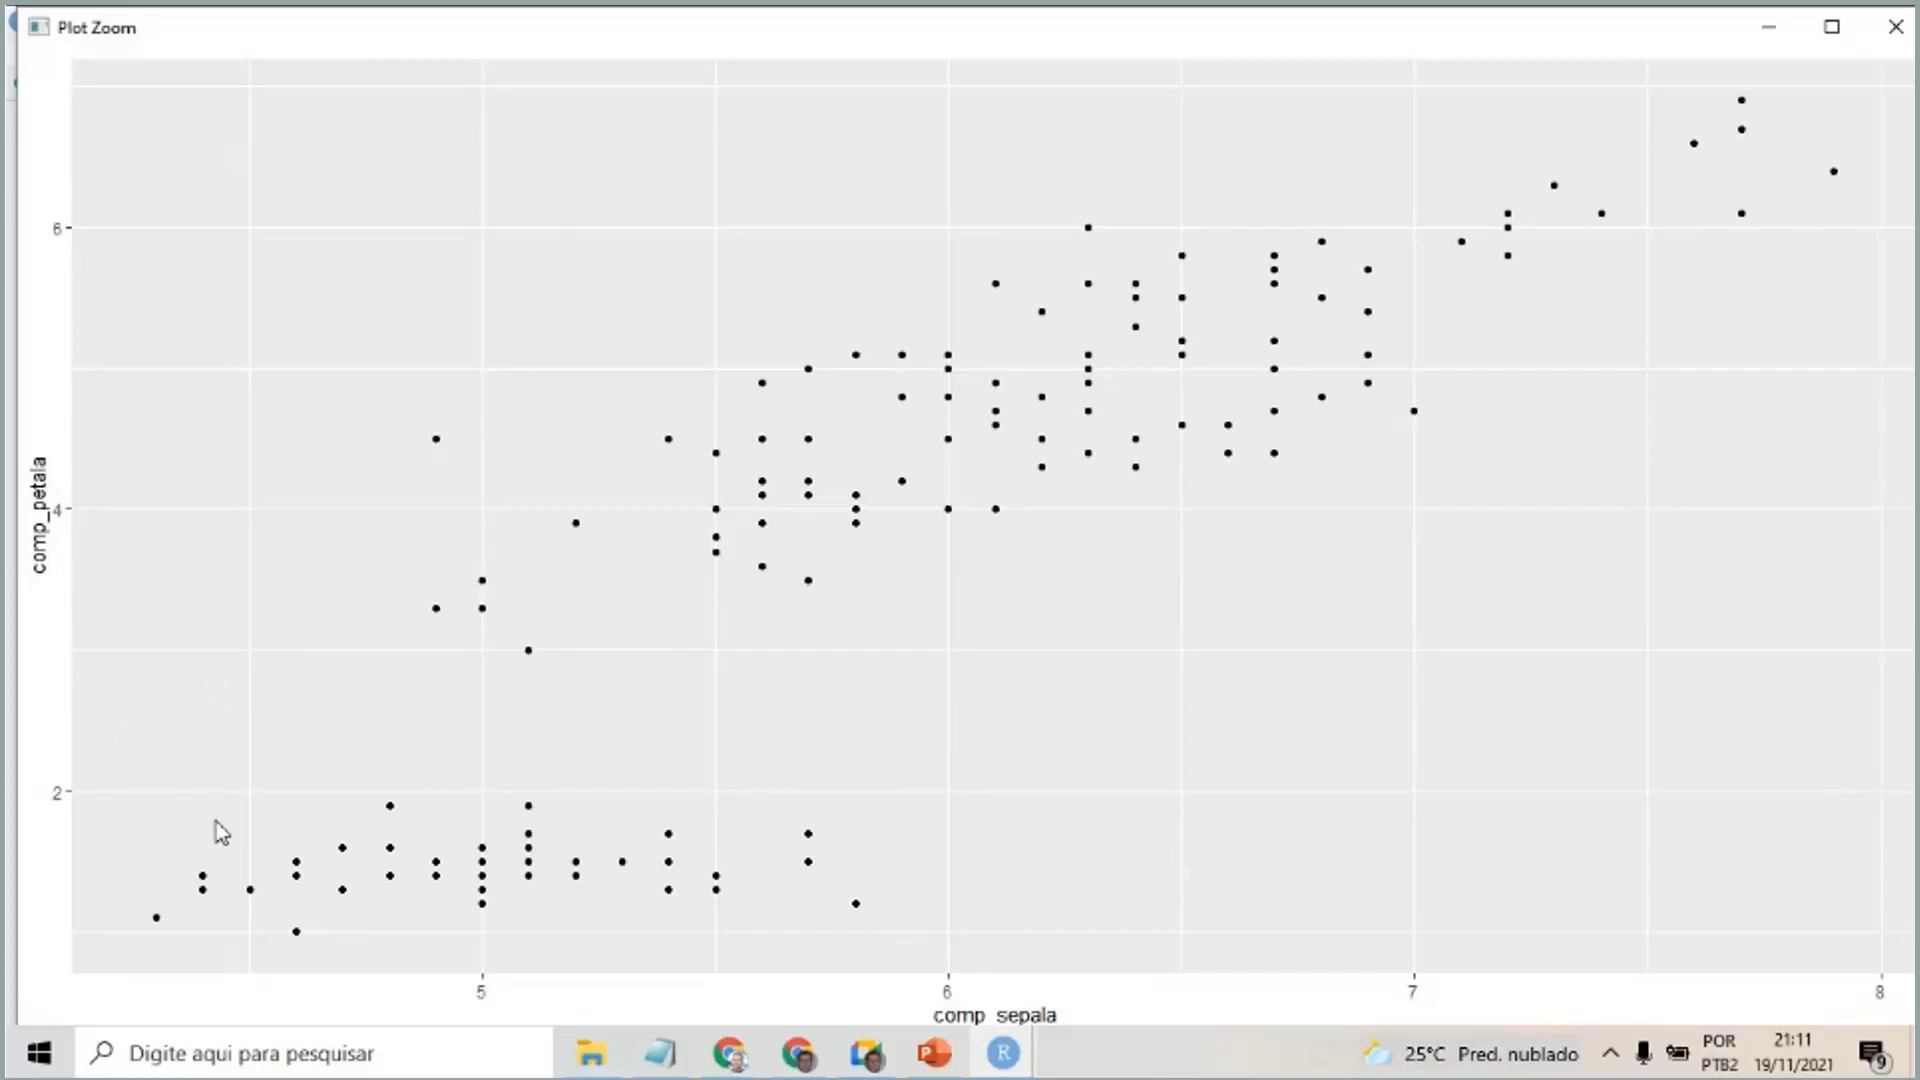 Plot Zoom
6
comp_petala
4
2
5
6
7
8
comp_sepala
Digite aqui para pesquisar
P
R
25°C Pred. nublado
POR
PTB2
21:11
19/11/2021
9